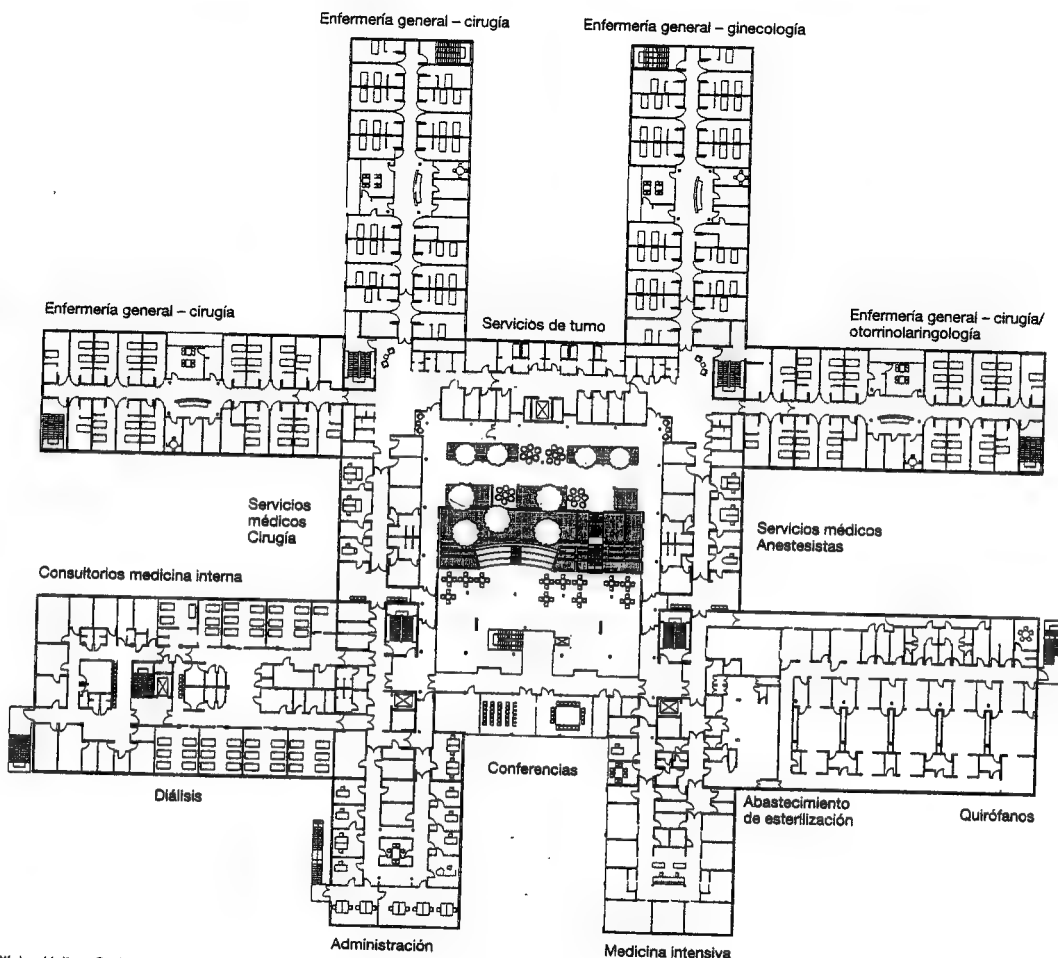 Enfermería general – cirugía
Enfermería general – ginecología
Enfermería general – cirugía
Servicios de turno
Enfermería general – cirugía/
otorrinolaringología
Servicios
médicos
Cirugía
Servicios médicos
Anestesistas
Consultorios medicina interna
Diálisis
Conferencias
Abastecimiento
de esterilización
Quirófanos
Administración
Medicina intensiva